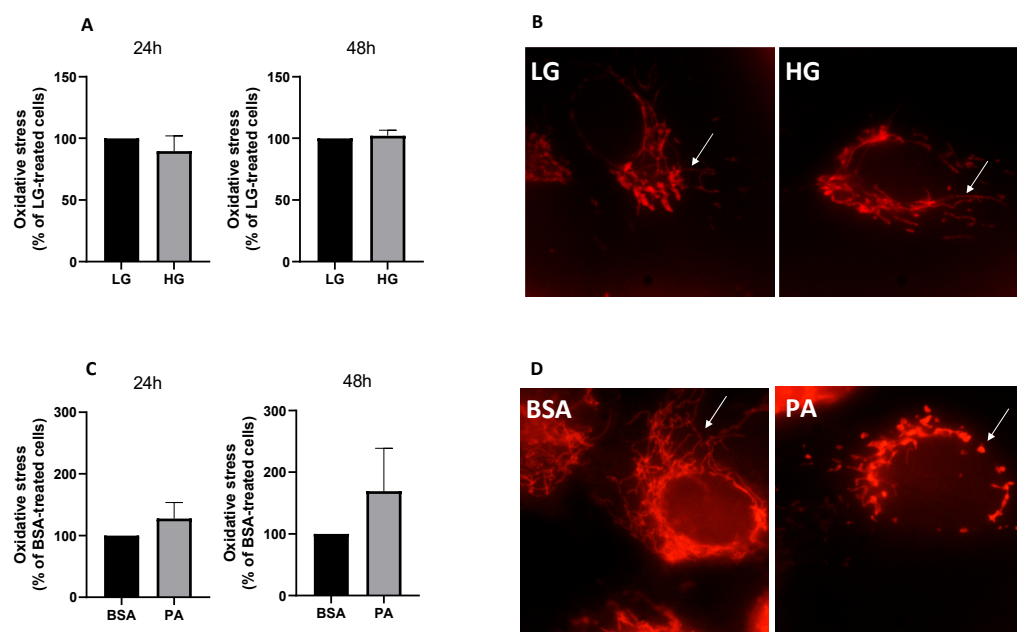 A
24h
48h
Oxidative stress
(% of LG-treated cells)
150
100
50
0
LG
HG
Oxidative stress
(% of LG-treated cells)
150
100
50
0
LG
HG
B
LG
HG
C
24h
48h
Oxidative stress
(% of BSA-treated cells)
300
200
100
0
BSA
PA
Oxidative stress
(% of BSA-treated cells)
300
200
100
0
BSA
PA
D
BSA
PA